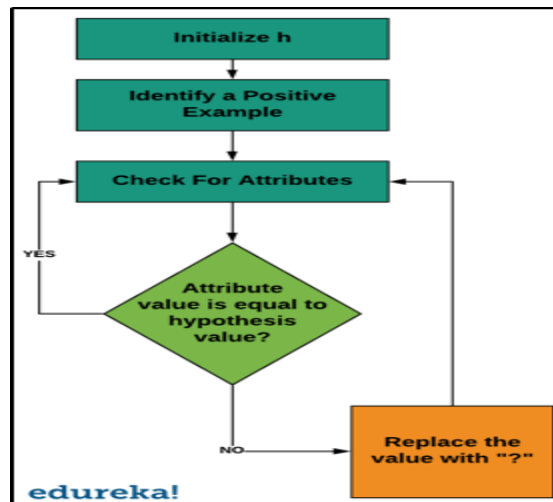 Initialize h
Identify a Positive
Example
Check For Attributes
YES
Attribute
value is equal to
hypothesis
value?
NO
Replace the
value with "?"
edureka!